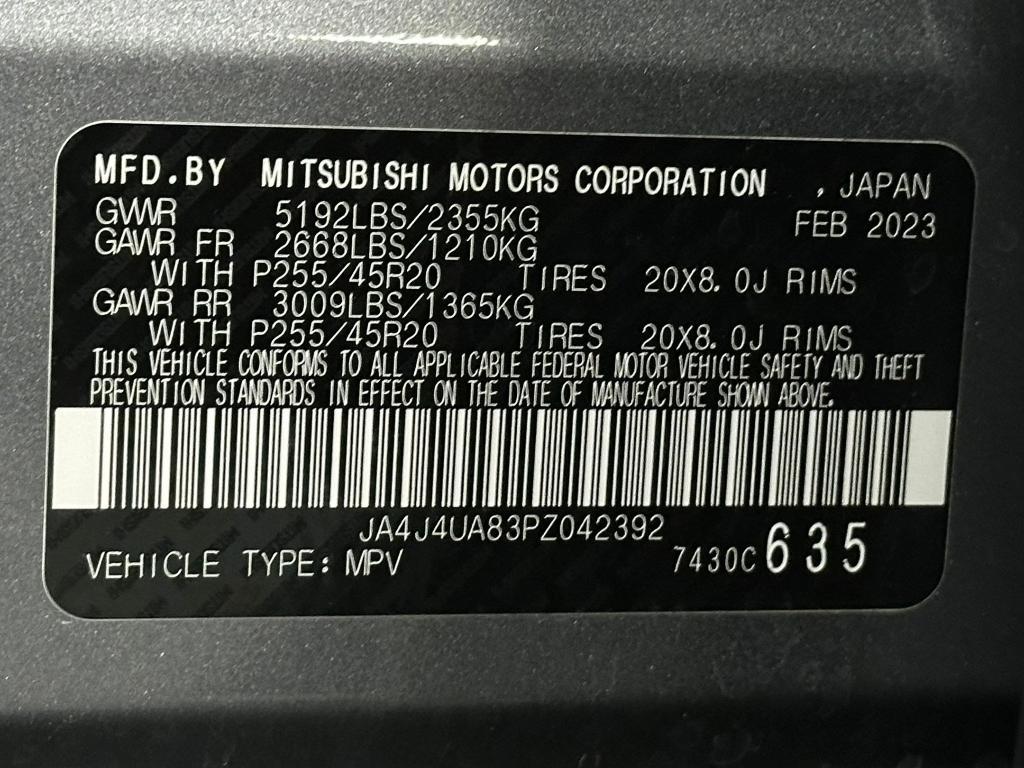 MFD.BY MITSUBISHI MOTORS CORPORATION , JAPAN
GVWR 5192LBS/2355KG FEB 2023
GAWR FR 2668LBS/1210KG
WITH P255/45R20 TIRES 20X8.0J RIMS
GAWR RR 3009LBS/1365KG
WITH P255/45R20 TIRES 20X8.0J RIMS
THIS VEHICLE CONFORMS TO ALL APPLICABLE FEDERAL MOTOR VEHICLE SAFETY AND THEFT
PREVENTION STANDARDS IN EFFECT ON THE DATE OF MANUFACTURE SHOWN ABOVE.
JA4J4UA83PZ042392
VEHICLE TYPE: MPV 7430C 635